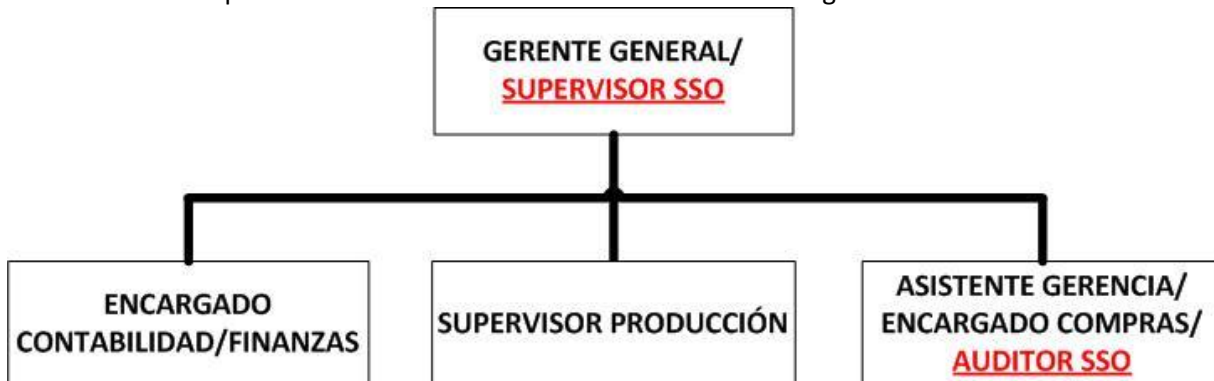 GERENTE GENERAL/
SUPERVISOR SSO
ENCARGADO
CONTABILIDAD/FINANZAS
SUPERVISOR PRODUCCIÓN
ASISTENTE GERENCIA/
ENCARGADO COMPRAS/
AUDITOR SSO